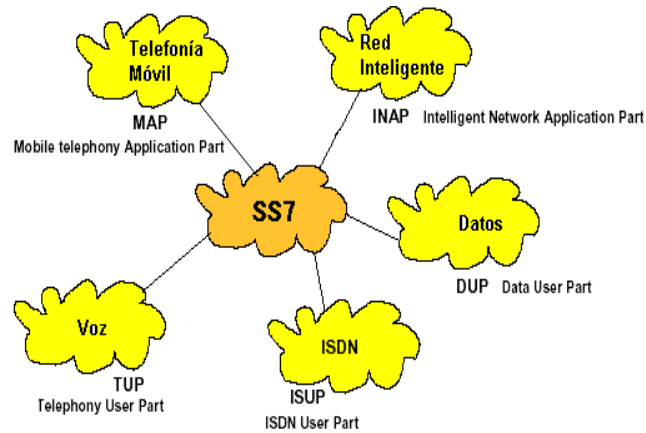 Telefonía
Móvil
MAP
Mobile telephony Application Part
Red
Inteligente
INAP Intelligent Network Application Part
SS7
Datos
DUP Data User Part
Voz
TUP
Telephony User Part
ISDN
ISUP
ISDN User Part